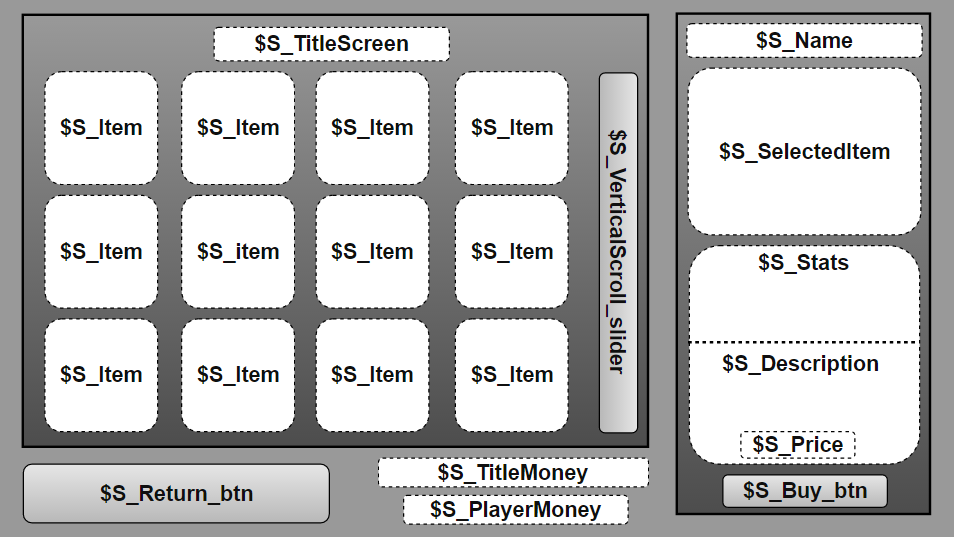 $S_TitleScreen
$S_Item $S_Item $S_Item $S_Item
$S_Item $S_item $S_Item $S_Item
$S_Item $S_Item $S_Item $S_Item
$S_VerticalScroll_slider
$S_Return_btn
$S_TitleMoney
$S_PlayerMoney
$S_Name
$S_SelectedItem
$S_Stats
$S_Description
$S_Price
$S_Buy_btn